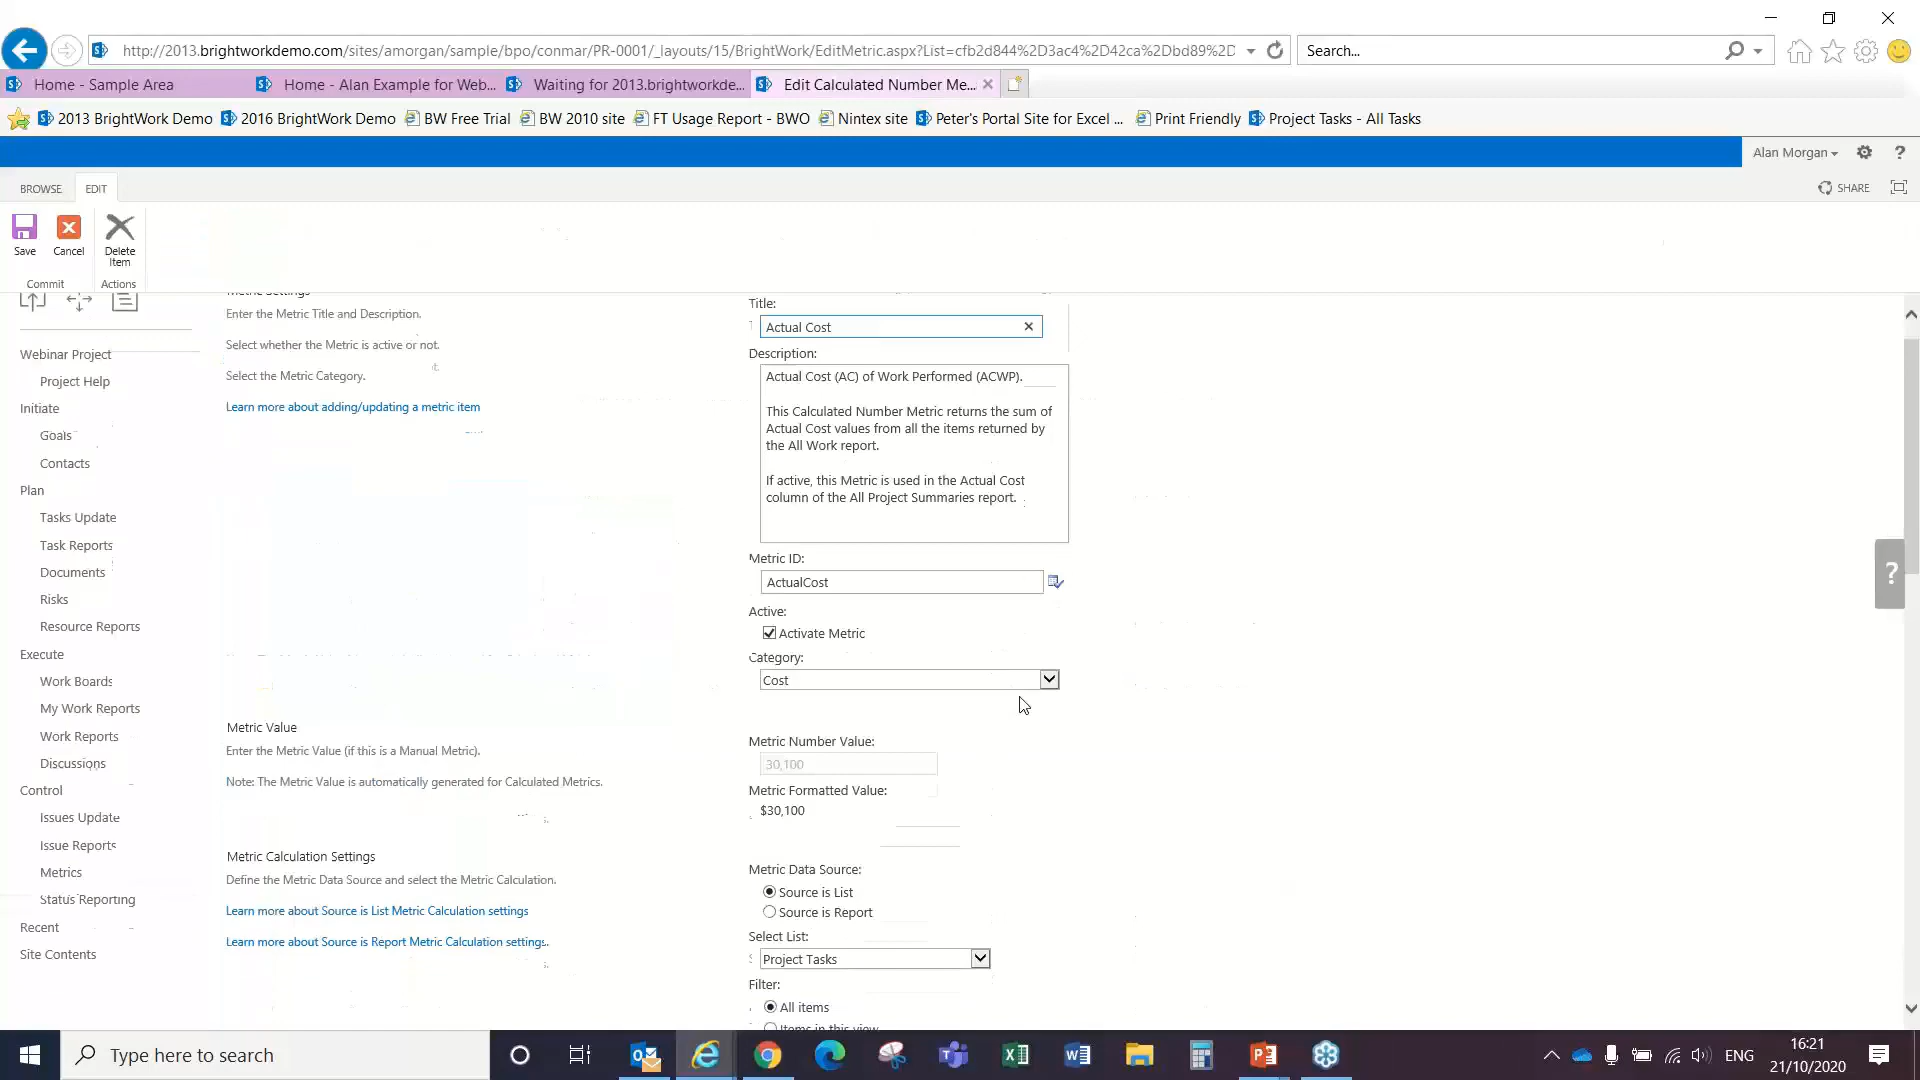 http://2013.brightworkdemo.com/sites/amorgan/sample/bpo/conmar/PR-0001/_layouts/15/BrightWork/EditMetric.aspx?List=cfb2d844%2D3ac4%2D42ca%2Dbd89%2D
Search...
Home - Sample Area
Home - Alan Example for Web...
Waiting for 2013.brightworkde...
Edit Calculated Number Me...
2013 BrightWork Demo
2016 BrightWork Demo
BW Free Trial
BW 2010 site
FT Usage Report - BWO
Nintex site
Peter's Portal Site for Excel ...
Print Friendly
Project Tasks - All Tasks
Alan Morgan
?
BROWSE
EDIT
SHARE
Save
Cancel
Delete Item
Commit
Actions
Metric Settings
Enter the Metric Title and Description.
Select whether the Metric is active or not.
Select the Metric Category.
Learn more about adding/updating a metric item
Title:
Actual Cost
Description:
Actual Cost (AC) of Work Performed (ACWP).
This Calculated Number Metric returns the sum of
Actual Cost values from all the items returned by
the All Work report.
If active, this Metric is used in the Actual Cost
column of the All Project Summaries report.
Metric ID:
ActualCost
Active:
Activate Metric
Category:
Cost
Webinar Project
Project Help
Initiate
Goals
Contacts
Plan
Tasks Update
Task Reports
Documents
Risks
Resource Reports
Execute
Work Boards
My Work Reports
Work Reports
Discussions
Control
Issues Update
Issue Reports
Metrics
Status Reporting
Recent
Site Contents
Metric Value
Enter the Metric Value (if this is a Manual Metric).
Note: The Metric Value is automatically generated for Calculated Metrics.
Metric Number Value:
30,100
Metric Formatted Value:
$30,100
Metric Calculation Settings
Define the Metric Data Source and select the Metric Calculation.
Learn more about Source is List Metric Calculation settings
Learn more about Source is Report Metric Calculation settings.
Metric Data Source:
Source is List
Source is Report
Select List:
Project Tasks
Filter:
All items
Items in this view
?
Type here to search
ENG
16:21
21/10/2020